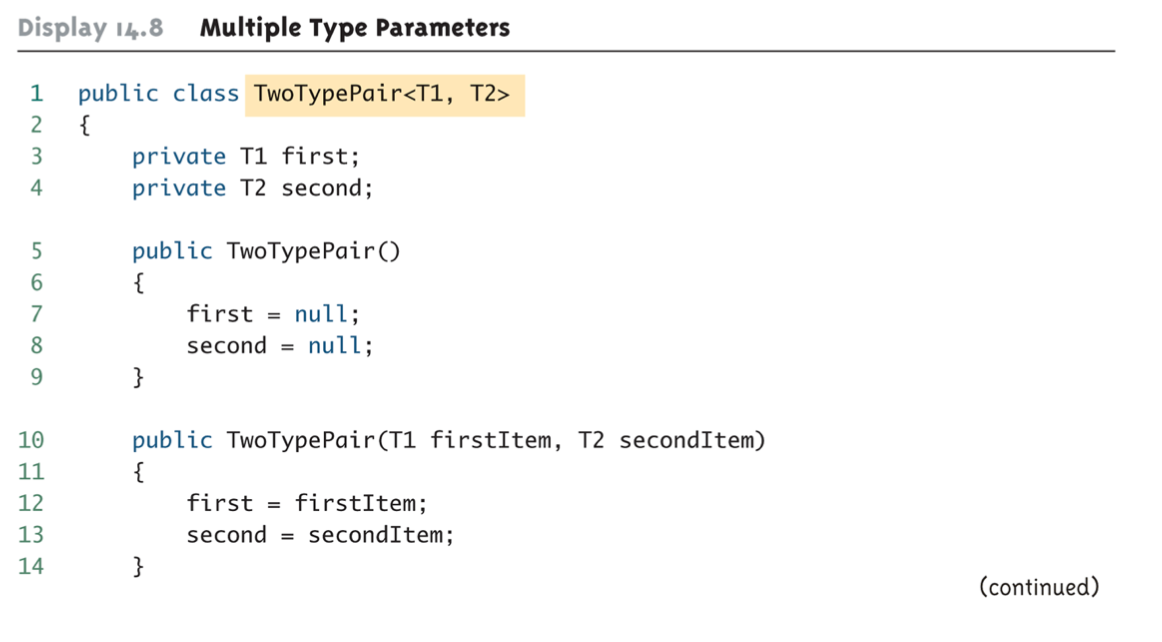 Display 14.8 Multiple Type Parameters
1 public class TwoTypePair<T1, T2>
2 {
3 private T1 first;
4 private T2 second;
5 public TwoTypePair()
6 {
7 first = null;
8 second = null;
9 }
10 public TwoTypePair(T1 firstItem, T2 secondItem)
11 {
12 first = firstItem;
13 second = secondItem;
14 }
(continued)